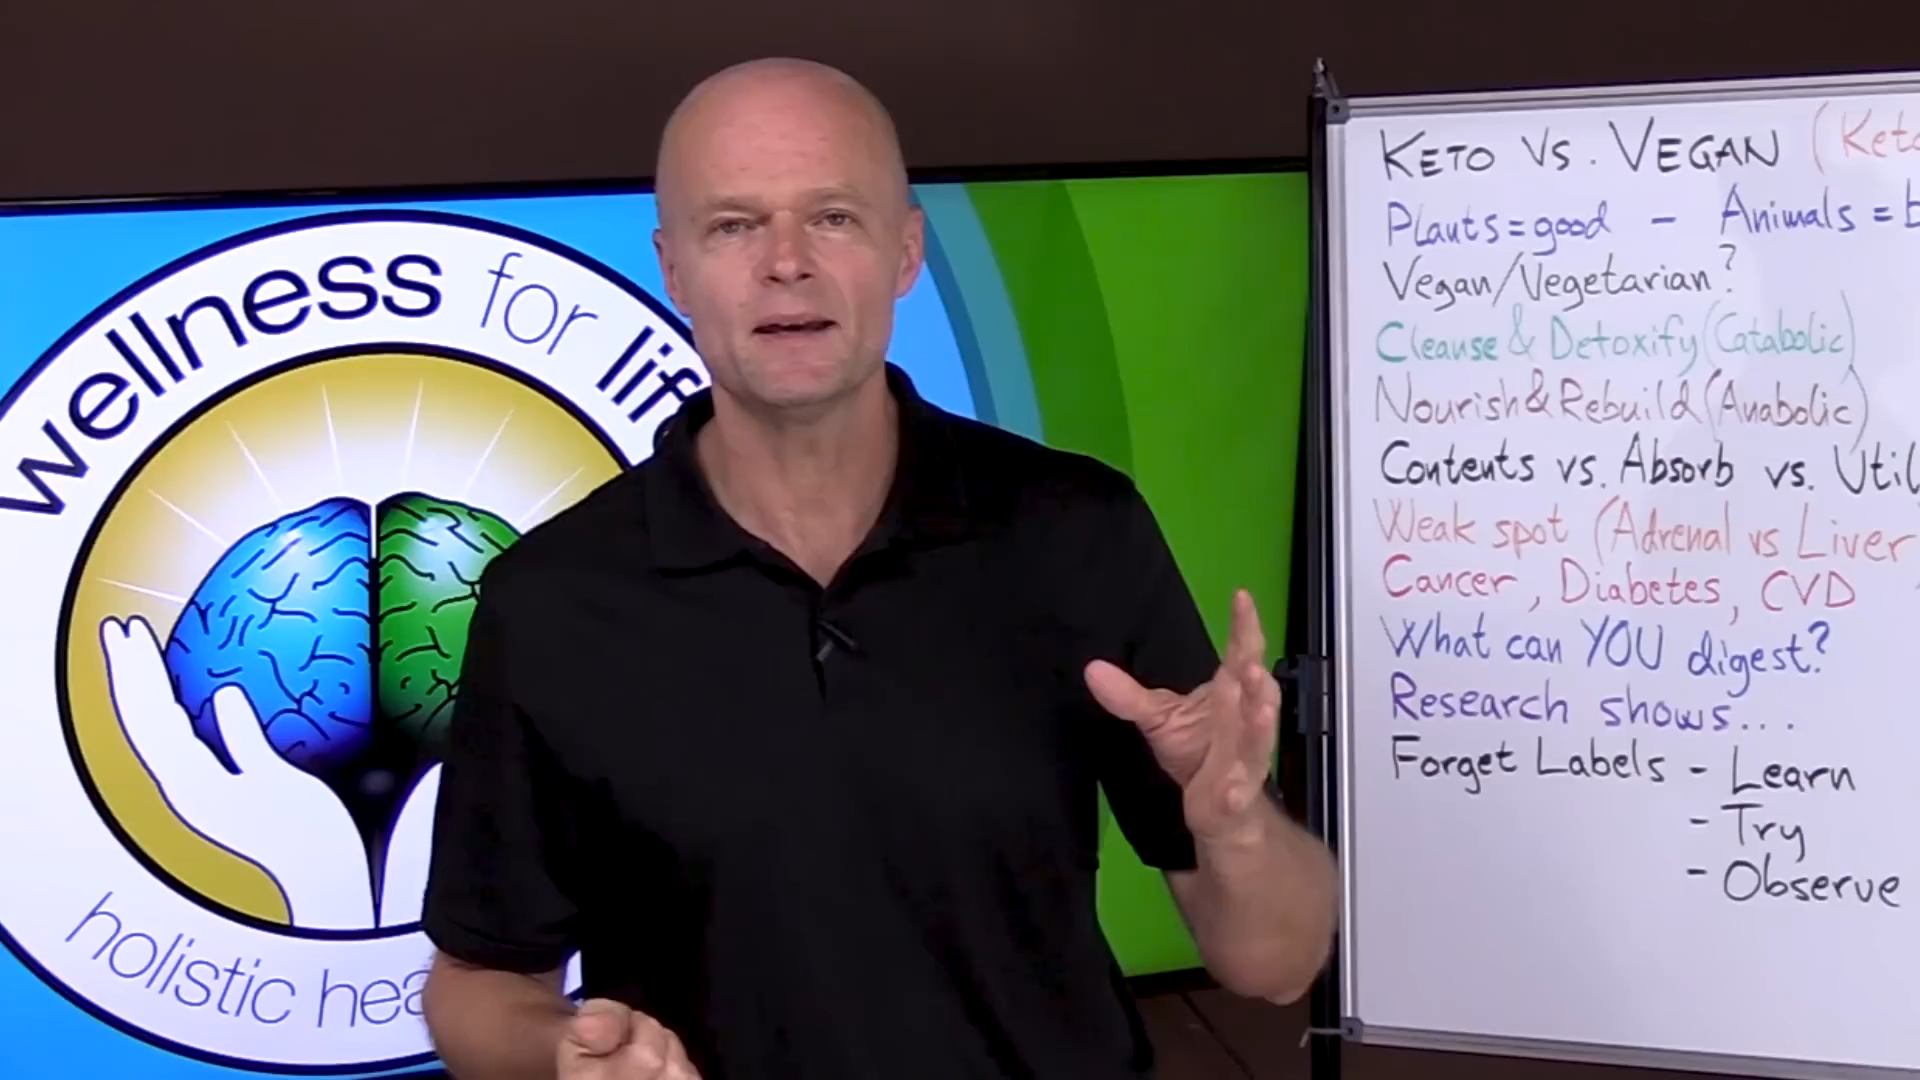 wellness for lif
holistic hea
KETO VS. VEGAN (Keto
Plants = good - Animals = b
Vegan/Vegetarian?
Cleanse & Detoxify (Catabolic)
Nourish & Rebuild (Anabolic)
Contents vs. Absorb vs. Util
Weak spot (Adrenal vs Liver
Cancer, Diabetes, CVD
What can YOU digest?
Research shows...
Forget Labels - Learn
- Try
- Observe